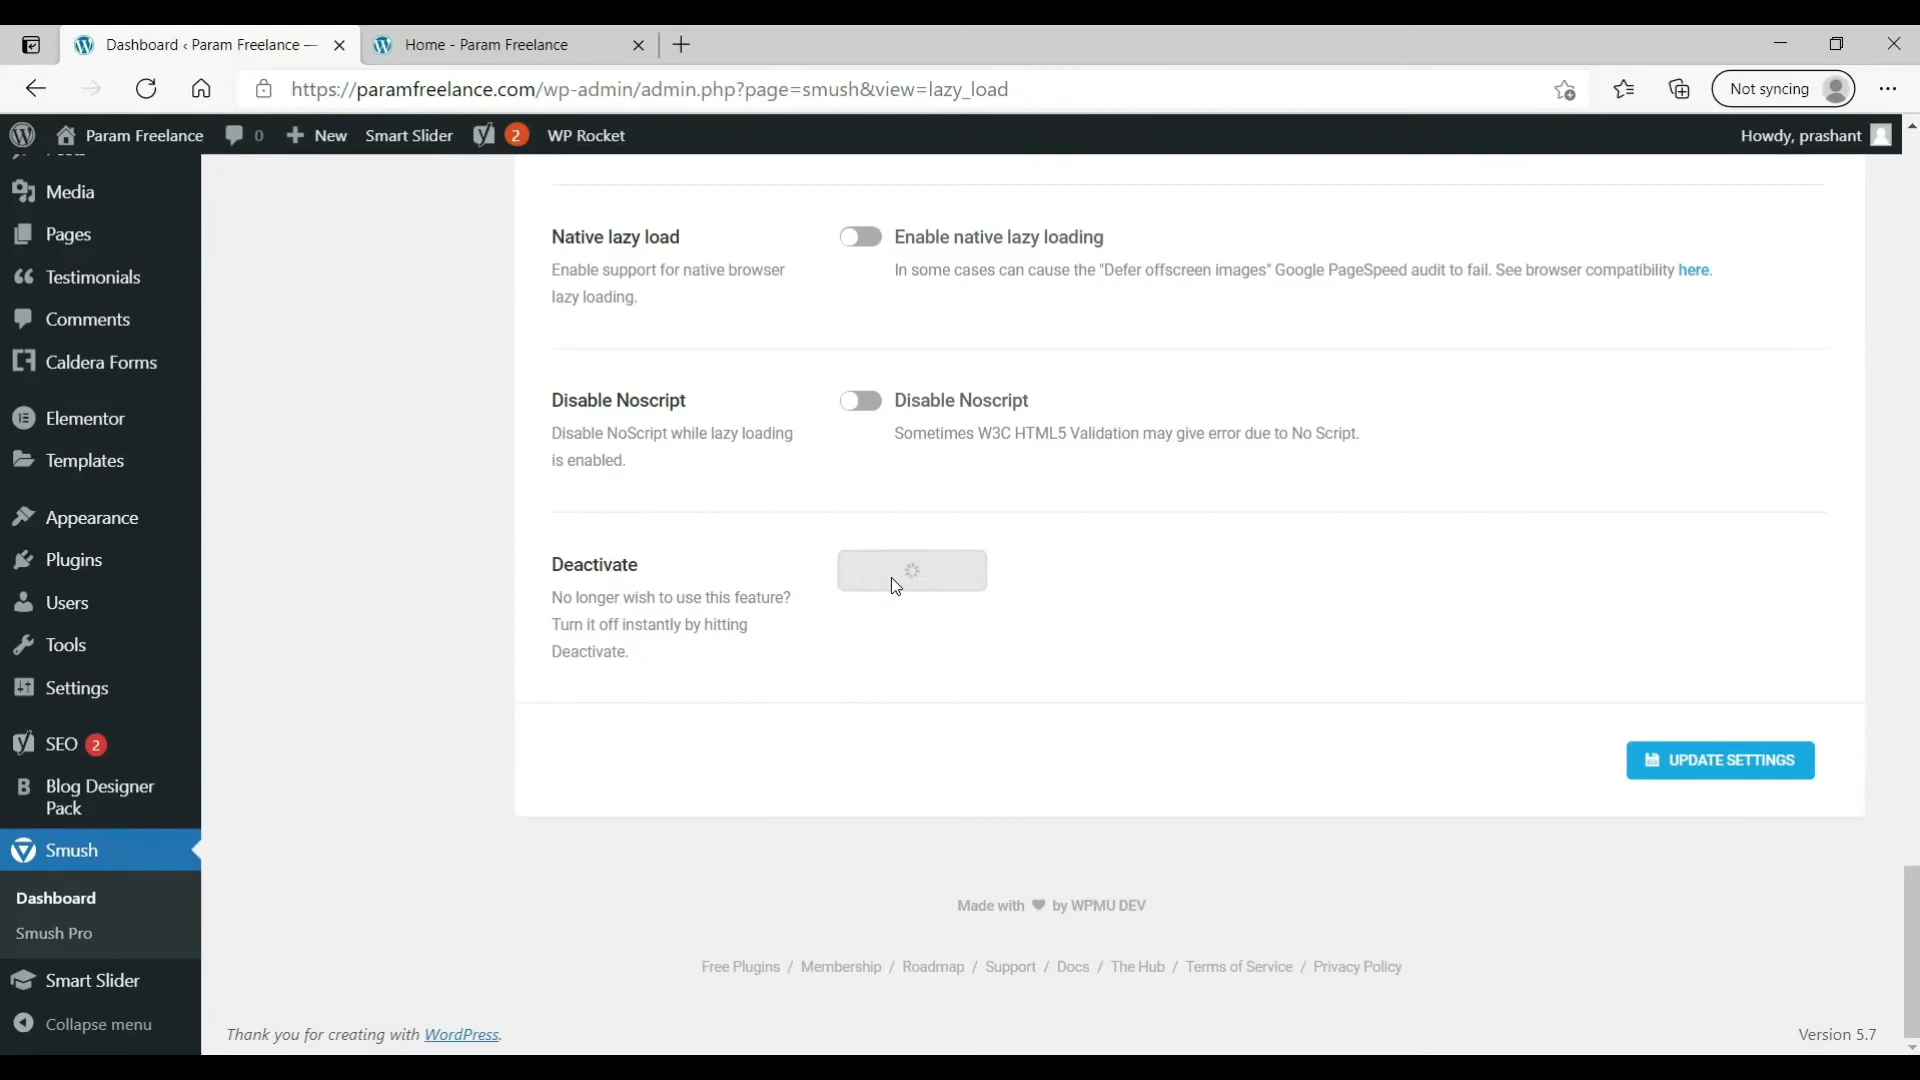 Dashboard ‹ Param Freelance —
Home - Param Freelance
https://paramfreelance.com/wp-admin/admin.php?page=smush&view=lazy_load
Not syncing
Param Freelance
0
New
Smart Slider
2
WP Rocket
Howdy, prashant
Media
Pages
Testimonials
Comments
Caldera Forms
Elementor
Templates
Appearance
Plugins
Users
Tools
Settings
SEO 2
Blog Designer
Pack
Smush
Dashboard
Smush Pro
Smart Slider
Collapse menu
Native lazy load
Enable support for native browser
lazy loading.
Enable native lazy loading
In some cases can cause the "Defer offscreen images" Google PageSpeed audit to fail. See browser compatibility here.
Disable Noscript
Disable NoScript while lazy loading
is enabled.
Disable Noscript
Sometimes W3C HTML5 Validation may give error due to No Script.
Deactivate
No longer wish to use this feature?
Turn it off instantly by hitting
Deactivate.
UPDATE SETTINGS
Made with ♥ by WPMU DEV
Free Plugins / Membership / Roadmap / Support / Docs / The Hub / Terms of Service / Privacy Policy
Thank you for creating with WordPress.
Version 5.7